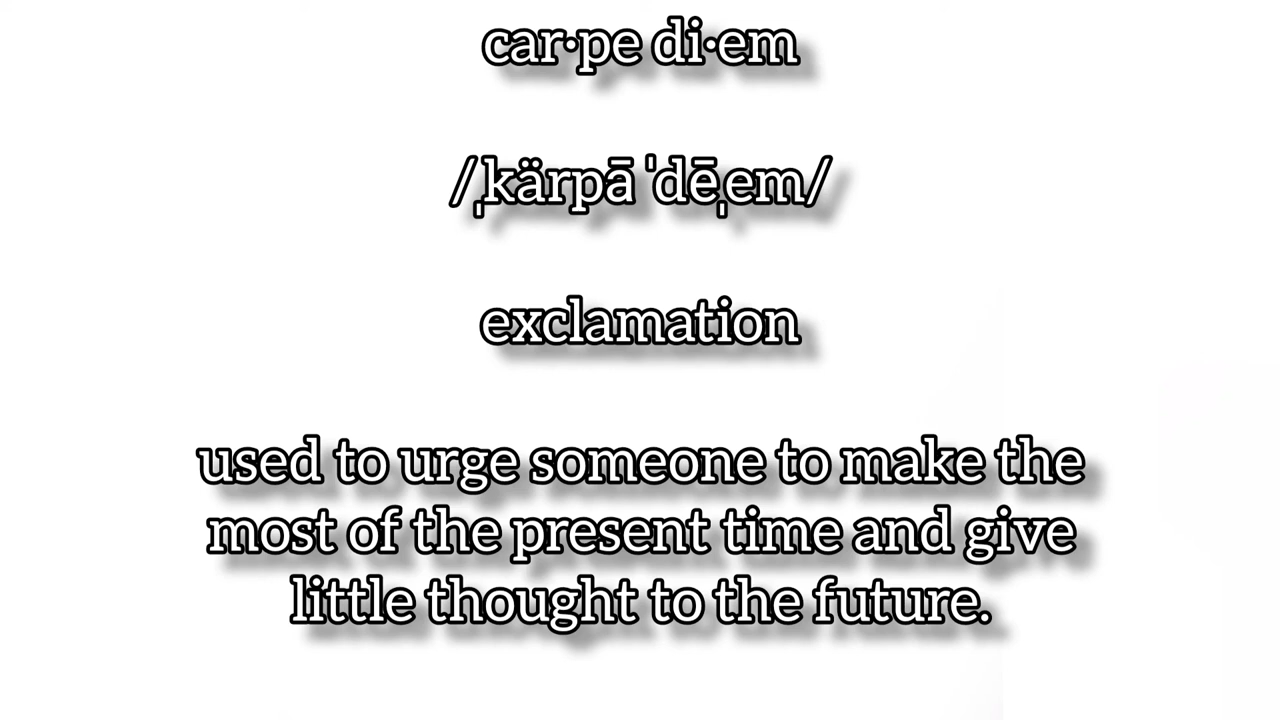 car·pe di·em
/ˌkärpā ˈdēˌem/
exclamation
used to urge someone to make the
most of the present time and give
little thought to the future.